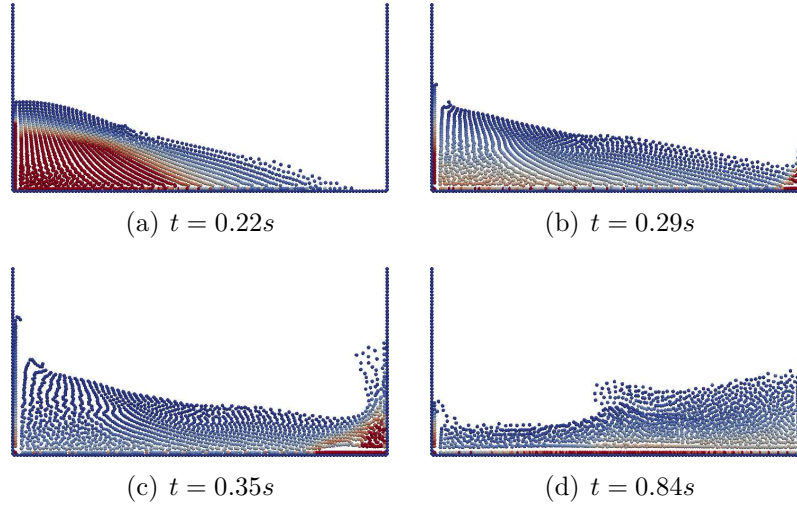 (a) t = 0.22s
(b) t = 0.29s
(c) t = 0.35s
(d) t = 0.84s